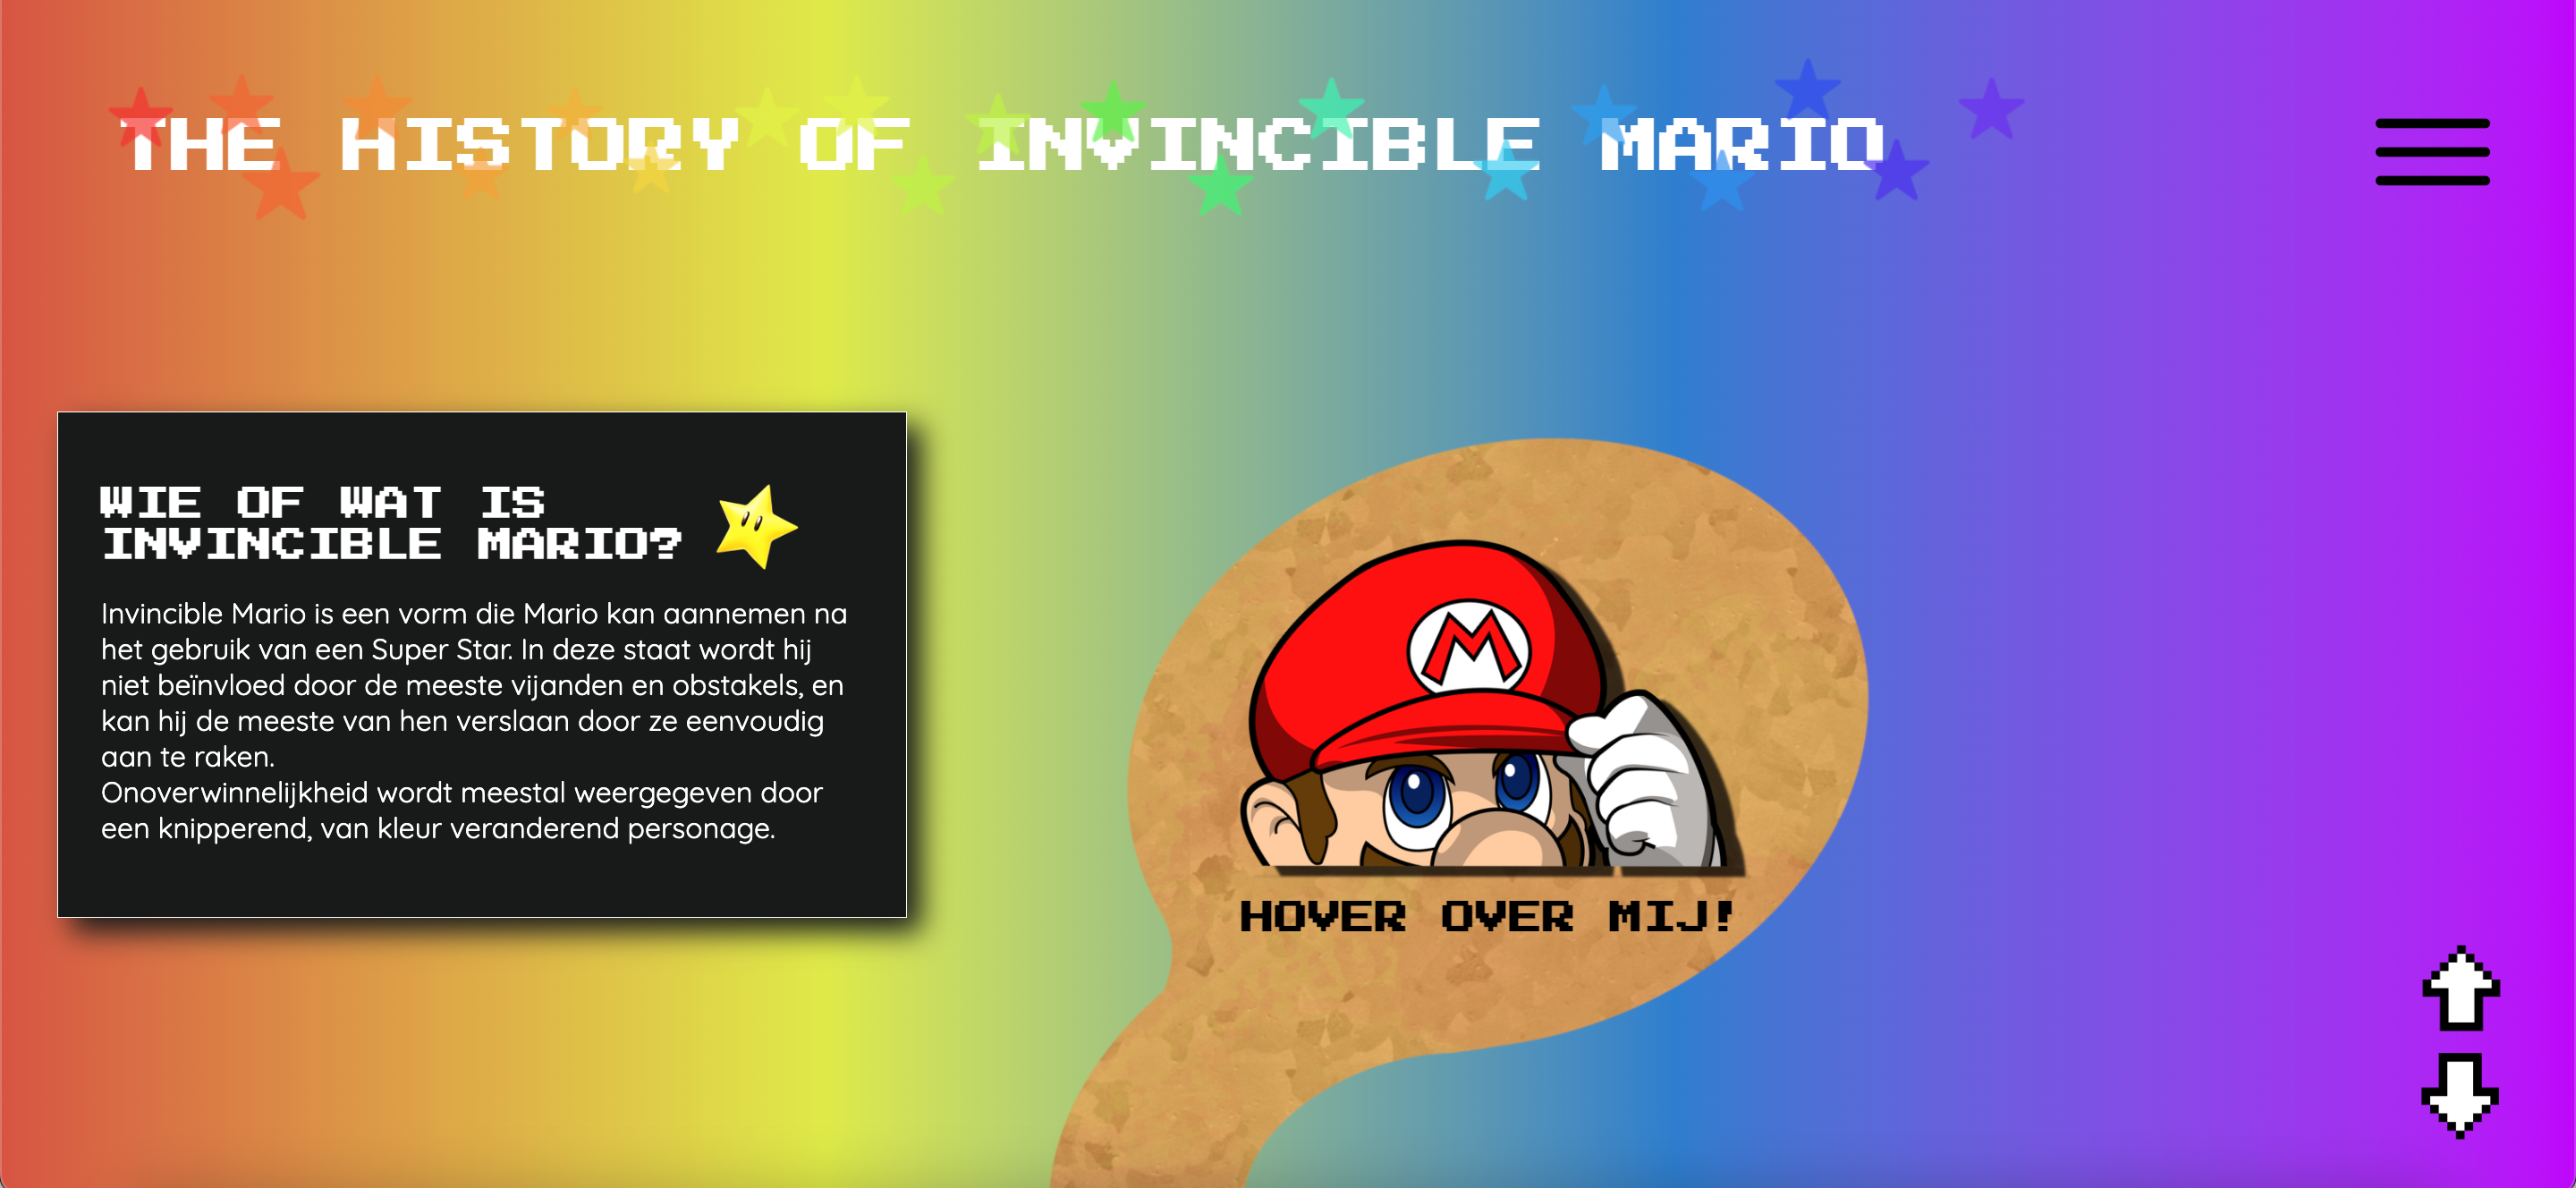 THE HISTORY OF INVINCIBLE MARIO
WIE OF WAT IS
INVINCIBLE MARIO?
Invincible Mario is een vorm die Mario kan aannemen na
het gebruik van een Super Star. In deze staat wordt hij
niet beïnvloed door de meeste vijanden en obstakels, en
kan hij de meeste van hen verslaan door ze eenvoudig
aan te raken.
Onoverwinnelijkheid wordt meestal weergegeven door
een knipperend, van kleur veranderend personage.
M
HOVER OVER MIJ!